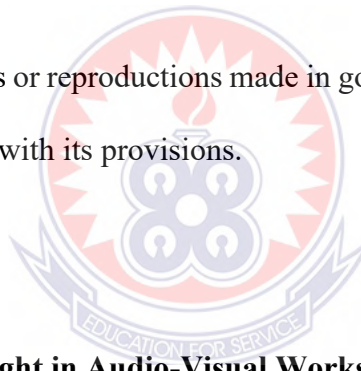 s or reproductions made in go
with its provisions.
EDUCATION FOR SERVICE
ght in Audio-Visual Works